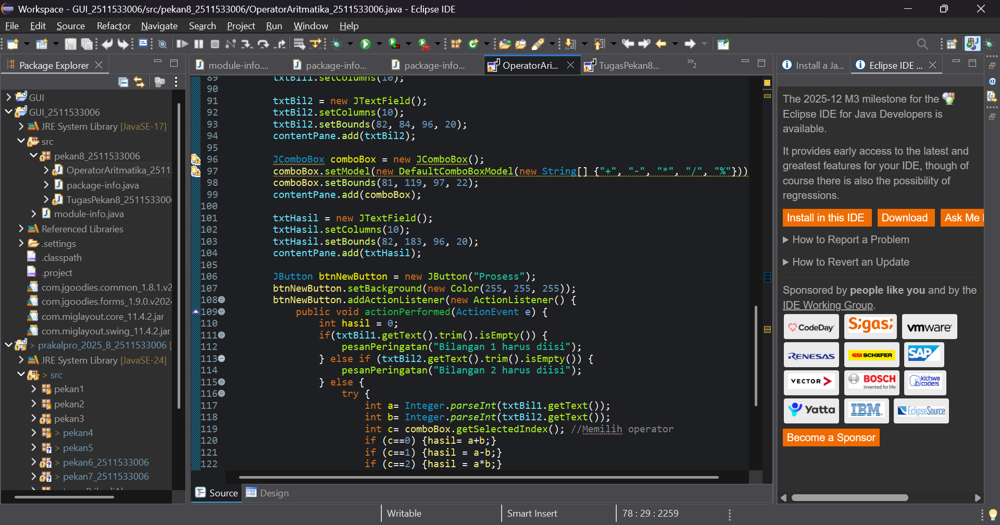 Workspace - GUI_2511533006/src/pekan8_2511533006/OperatorAritmatika_2511533006.java - Eclipse IDE
File Edit Source Refactor Navigate Search Project Run Window Help
Package Explorer
GUI
GUI_2511533006
JRE System Library [JavaSE-17]
src
pekan8_2511533006
OperatorAritmatika_2511
package-info.java
TugasPekan8_251153300
module-info.java
Referenced Libraries
.settings
.classpath
.project
com.jgoodies.common_1.8.1.v2
com.jgoodies.forms_1.9.0.v202
com.miglayout.core_11.4.2.jar
com.miglayout.swing_11.4.2.jar
> prakalpro_2025_B_2511533006 [
JRE System Library [JavaSE-24]
> src
pekan1
pekan2
pekan3
> pekan4
> pekan5
> pekan6_2511533006
> pekan7_2511533006
module-info.... package-info... package-info... OperatorAri... TugasPekan8... »2
89 txtBil1.setColumns(10);
90
91 txtBil2 = new JTextField();
92 txtBil2.setColumns(10);
93 txtBil2.setBounds(82, 84, 96, 20);
94 contentPane.add(txtBil2);
95
96 JComboBox comboBox = new JComboBox();
97 comboBox.setModel(new DefaultComboBoxModel(new String[] {"+", "-", "*", "/", "%"}))
98 comboBox.setBounds(81, 119, 97, 22);
99 contentPane.add(comboBox);
100
101 txtHasil = new JTextField();
102 txtHasil.setColumns(10);
103 txtHasil.setBounds(82, 183, 96, 20);
104 contentPane.add(txtHasil);
105
106 JButton btnNewButton = new JButton("Prosess");
107 btnNewButton.setBackground(new Color(255, 255, 255));
108 btnNewButton.addActionListener(new ActionListener() {
109 public void actionPerformed(ActionEvent e) {
110 int hasil = 0;
111 if(txtBil1.getText().trim().isEmpty()) {
112 pesanPeringatan("Bilangan 1 harus diisi");
113 } else if (txtBil2.getText().trim().isEmpty()) {
114 pesanPeringatan("Bilangan 2 harus diisi");
115 } else {
116 try {
117 int a= Integer.parseInt(txtBil1.getText());
118 int b= Integer.parseInt(txtBil2.getText());
119 int c= comboBox.getSelectedIndex(); //Memilih operator
120 if (c==0) {hasil= a+b;}
121 if (c==1) {hasil = a-b;}
122 if (c==2) {hasil = a*b;}
Source Design
Install a Ja... Eclipse IDE ...
The 2025-12 M3 milestone for the
Eclipse IDE for Java Developers is
available.
It provides early access to the latest and
greatest features for your IDE, though of
course there is also the possibility of
regressions.
Install in this IDE Download Ask Me
How to Report a Problem
How to Revert an Update
Sponsored by people like you and by the
IDE Working Group.
CodeDay Sigasi vmware
RENESAS SSI SCHÄFER SAP
VECTOR BOSCH Invented for life kichwa coders
Yatta IBM. EclipseSource
Become a Sponsor
Writable Smart Insert 78 : 29 : 2259